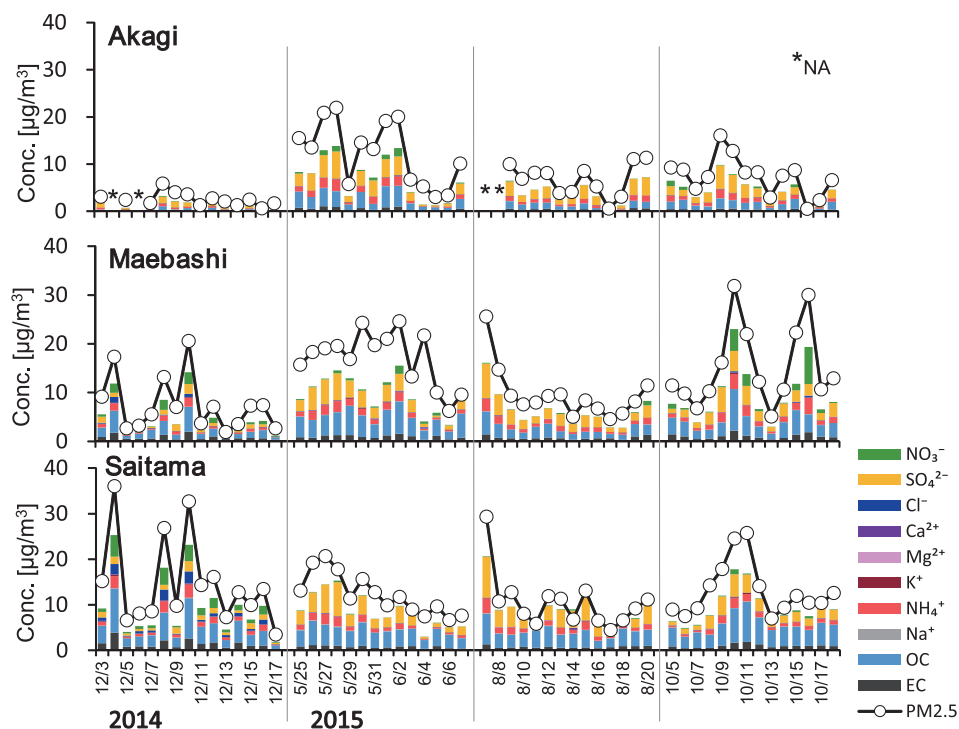 40
30
20
10
0
Conc. [µg/m³]
Akagi
*NA
*
*
**
40
30
20
10
0
Conc. [µg/m³]
Maebashi
40
30
20
10
0
Conc. [µg/m³]
Saitama
12/3 12/5 12/7 12/9 12/11 12/13 12/15 12/17 5/25 5/27 5/29 5/31 6/2 6/4 6/6 8/8 8/10 8/12 8/14 8/16 8/18 8/20 10/5 10/7 10/9 10/11 10/13 10/15 10/17
2014 2015
NO₃⁻
SO₄²⁻
Cl⁻
Ca²⁺
Mg²⁺
K⁺
NH₄⁺
Na⁺
OC
EC
PM2.5